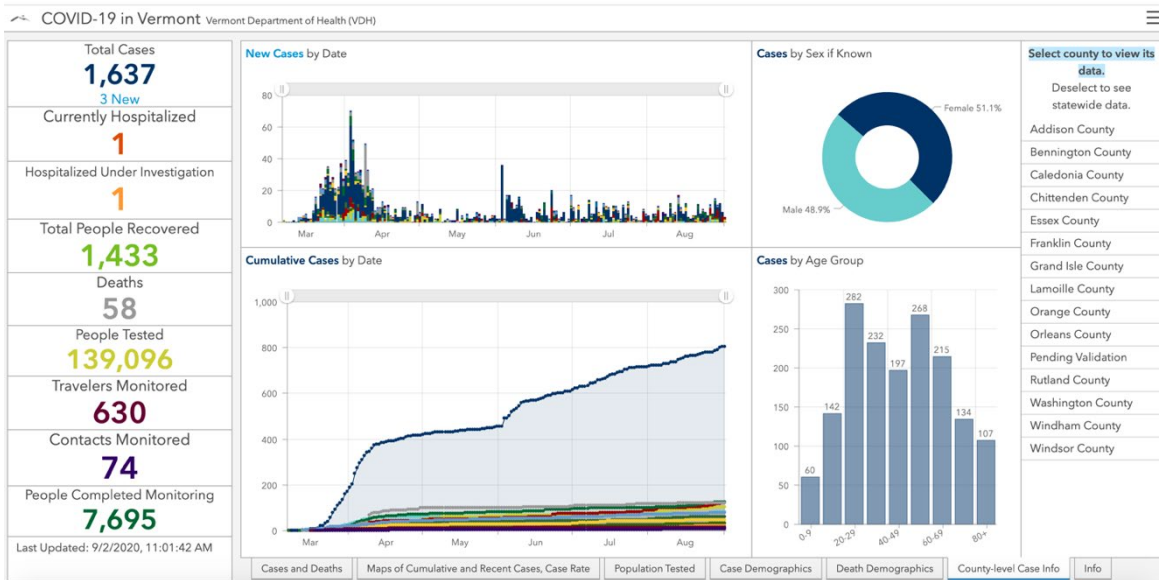 COVID-19 in Vermont Vermont Department of Health (VDH)
Total Cases
1,637
3 New
Currently Hospitalized
1
Hospitalized Under Investigation
1
Total People Recovered
1,433
Deaths
58
People Tested
139,096
Travelers Monitored
630
Contacts Monitored
74
People Completed Monitoring
7,695
Last Updated: 9/2/2020, 11:01:42 AM
New Cases by Date
80
60
40
20
0
Mar Apr May Jun Jul Aug
Cumulative Cases by Date
1,000
800
600
400
200
0
Mar Apr May Jun Jul Aug
Cases by Sex if Known
Female 51.1%
Male 48.9%
Cases by Age Group
300
250
200
150
100
50
0
60 142 282 232 197 268 215 134 107
0-9 20-29 40-49 60-69 80+
Select county to view its
data.
Deselect to see
statewide data.
Addison County
Bennington County
Caledonia County
Chittenden County
Essex County
Franklin County
Grand Isle County
Lamoille County
Orange County
Orleans County
Pending Validation
Rutland County
Washington County
Windham County
Windsor County
Cases and Deaths Maps of Cumulative and Recent Cases, Case Rate Population Tested Case Demographics Death Demographics County-level Case Info Info